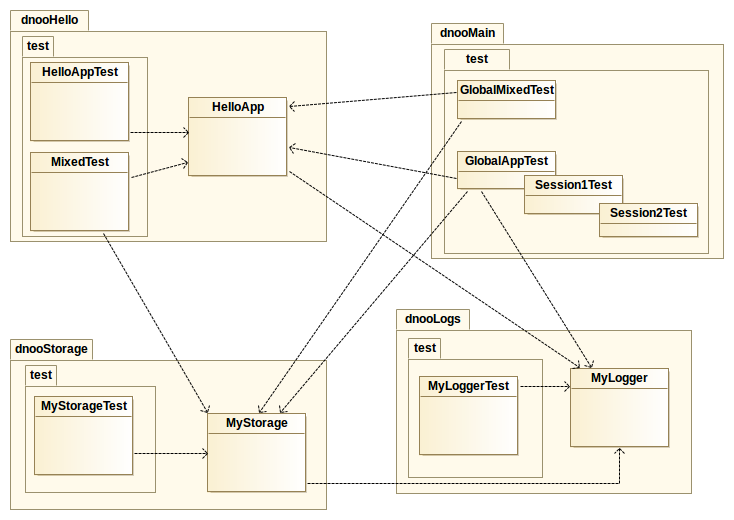 dnooHello
test
HelloAppTest
MixedTest
HelloApp
dnooMain
test
GlobalMixedTest
GlobalAppTest
Session1Test
Session2Test
dnooStorage
test
MyStorageTest
MyStorage
dnooLogs
test
MyLoggerTest
MyLogger